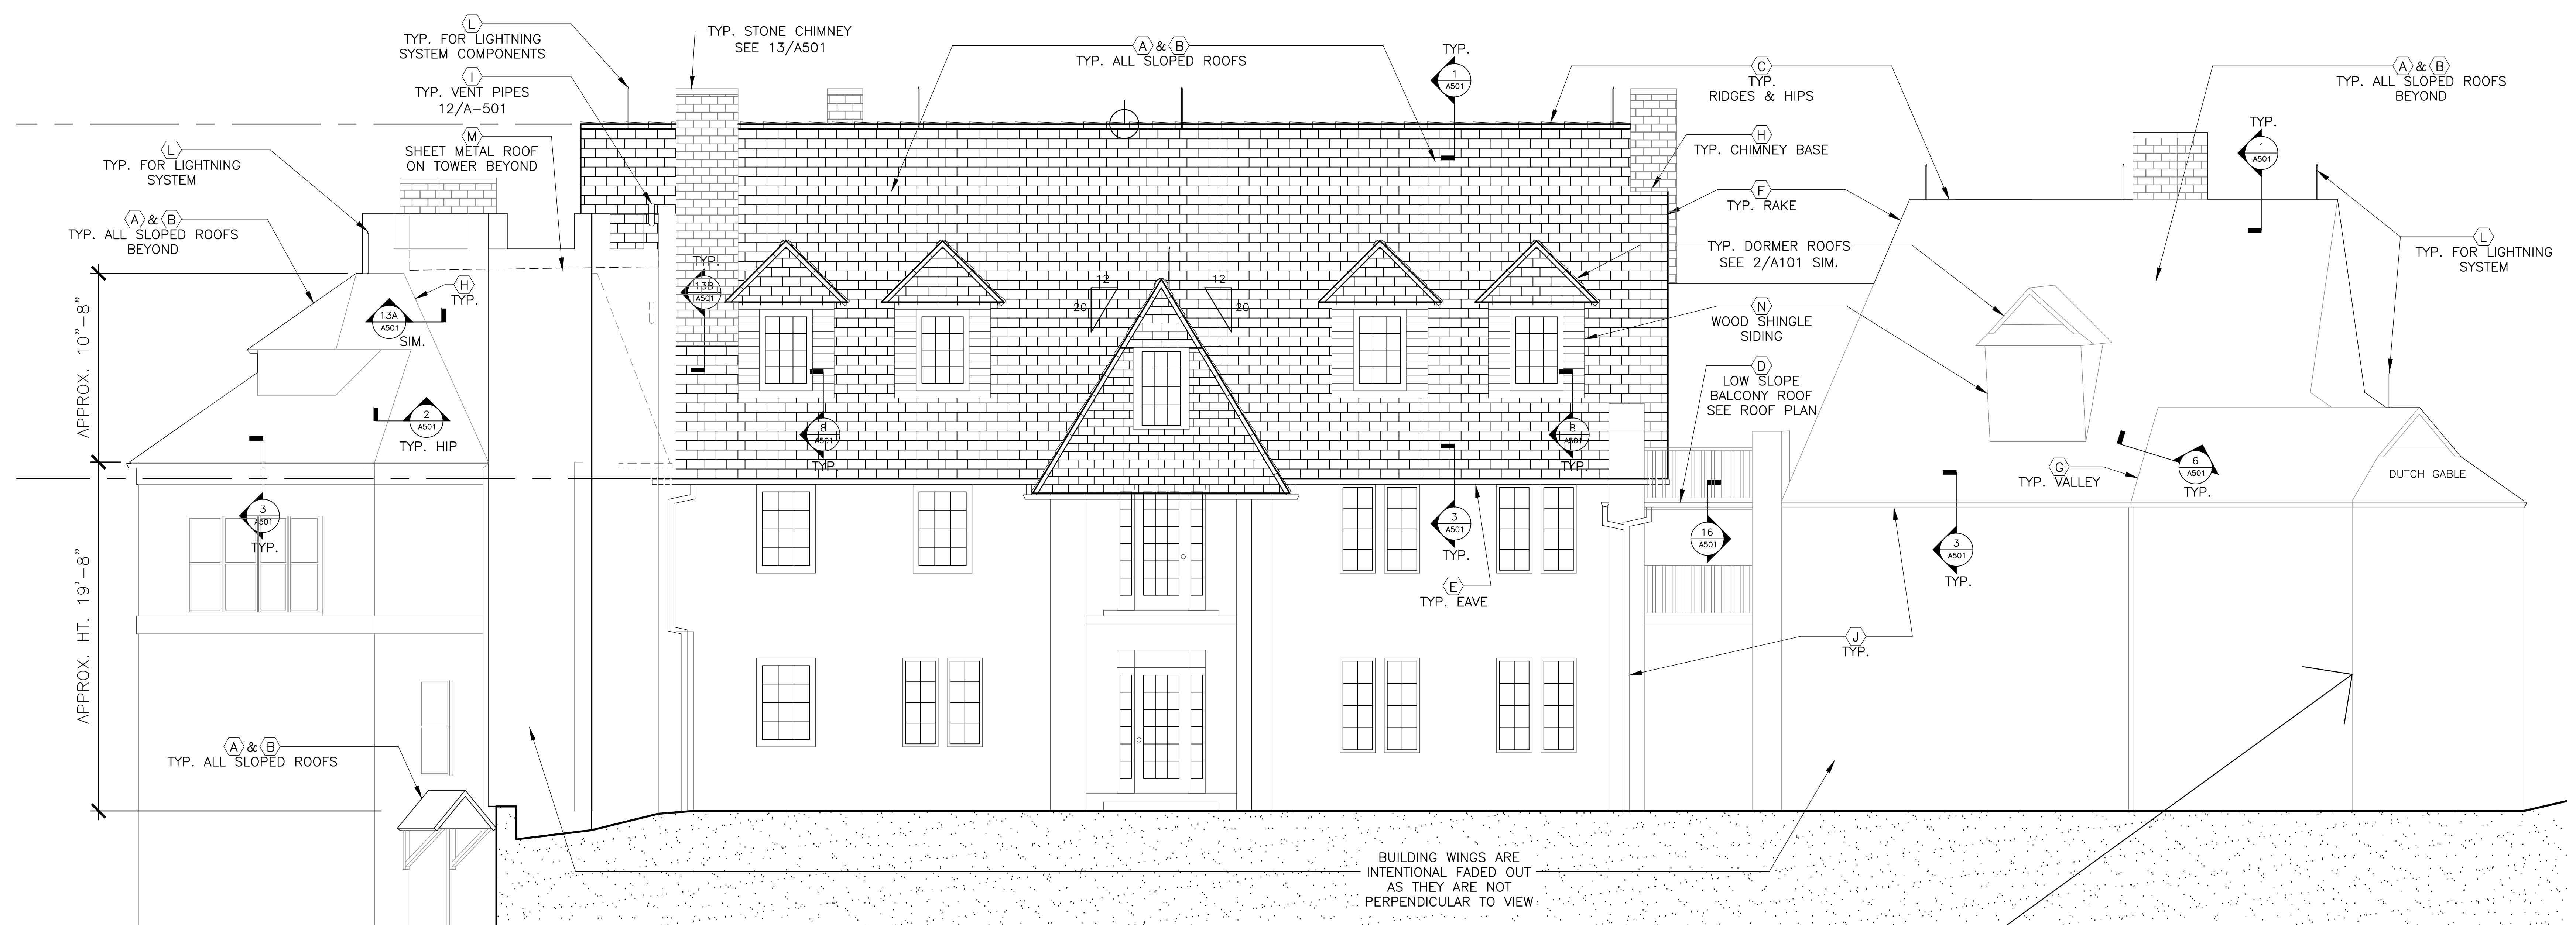 L
TYP. FOR LIGHTNING
SYSTEM COMPONENTS
I
TYP. VENT PIPES
12/A-501
M
SHEET METAL ROOF
ON TOWER BEYOND
TYP. STONE CHIMNEY
SEE 13/A501
A & B
TYP. ALL SLOPED ROOFS
TYP.
1
A501
C
TYP.
RIDGES & HIPS
H
TYP. CHIMNEY BASE
F
TYP. RAKE
TYP. DORMER ROOFS
SEE 2/A101 SIM.
N
WOOD SHINGLE
SIDING
D
LOW SLOPE
BALCONY ROOF
SEE ROOF PLAN
A & B
TYP. ALL SLOPED ROOFS
BEYOND
TYP.
1
A501
L
TYP. FOR LIGHTNING
SYSTEM
L
TYP. FOR LIGHTNING
SYSTEM
A & B
TYP. ALL SLOPED ROOFS
BEYOND
H
TYP.
13A
A501
SIM.
2
A501
TYP. HIP
3
A501
TYP.
APPROX. 10"-8"
APPROX. HT. 19'-8"
A & B
TYP. ALL SLOPED ROOFS
TYP.
13B
A501
12
20
12
20
8
A501
TYP.
8
A501
TYP.
3
A501
TYP.
E
TYP. EAVE
16
A501
J
TYP.
3
A501
TYP.
G
TYP. VALLEY
6
A501
TYP.
DUTCH GABLE
BUILDING WINGS ARE
INTENTIONAL FADED OUT
AS THEY ARE NOT
PERPENDICULAR TO VIEW